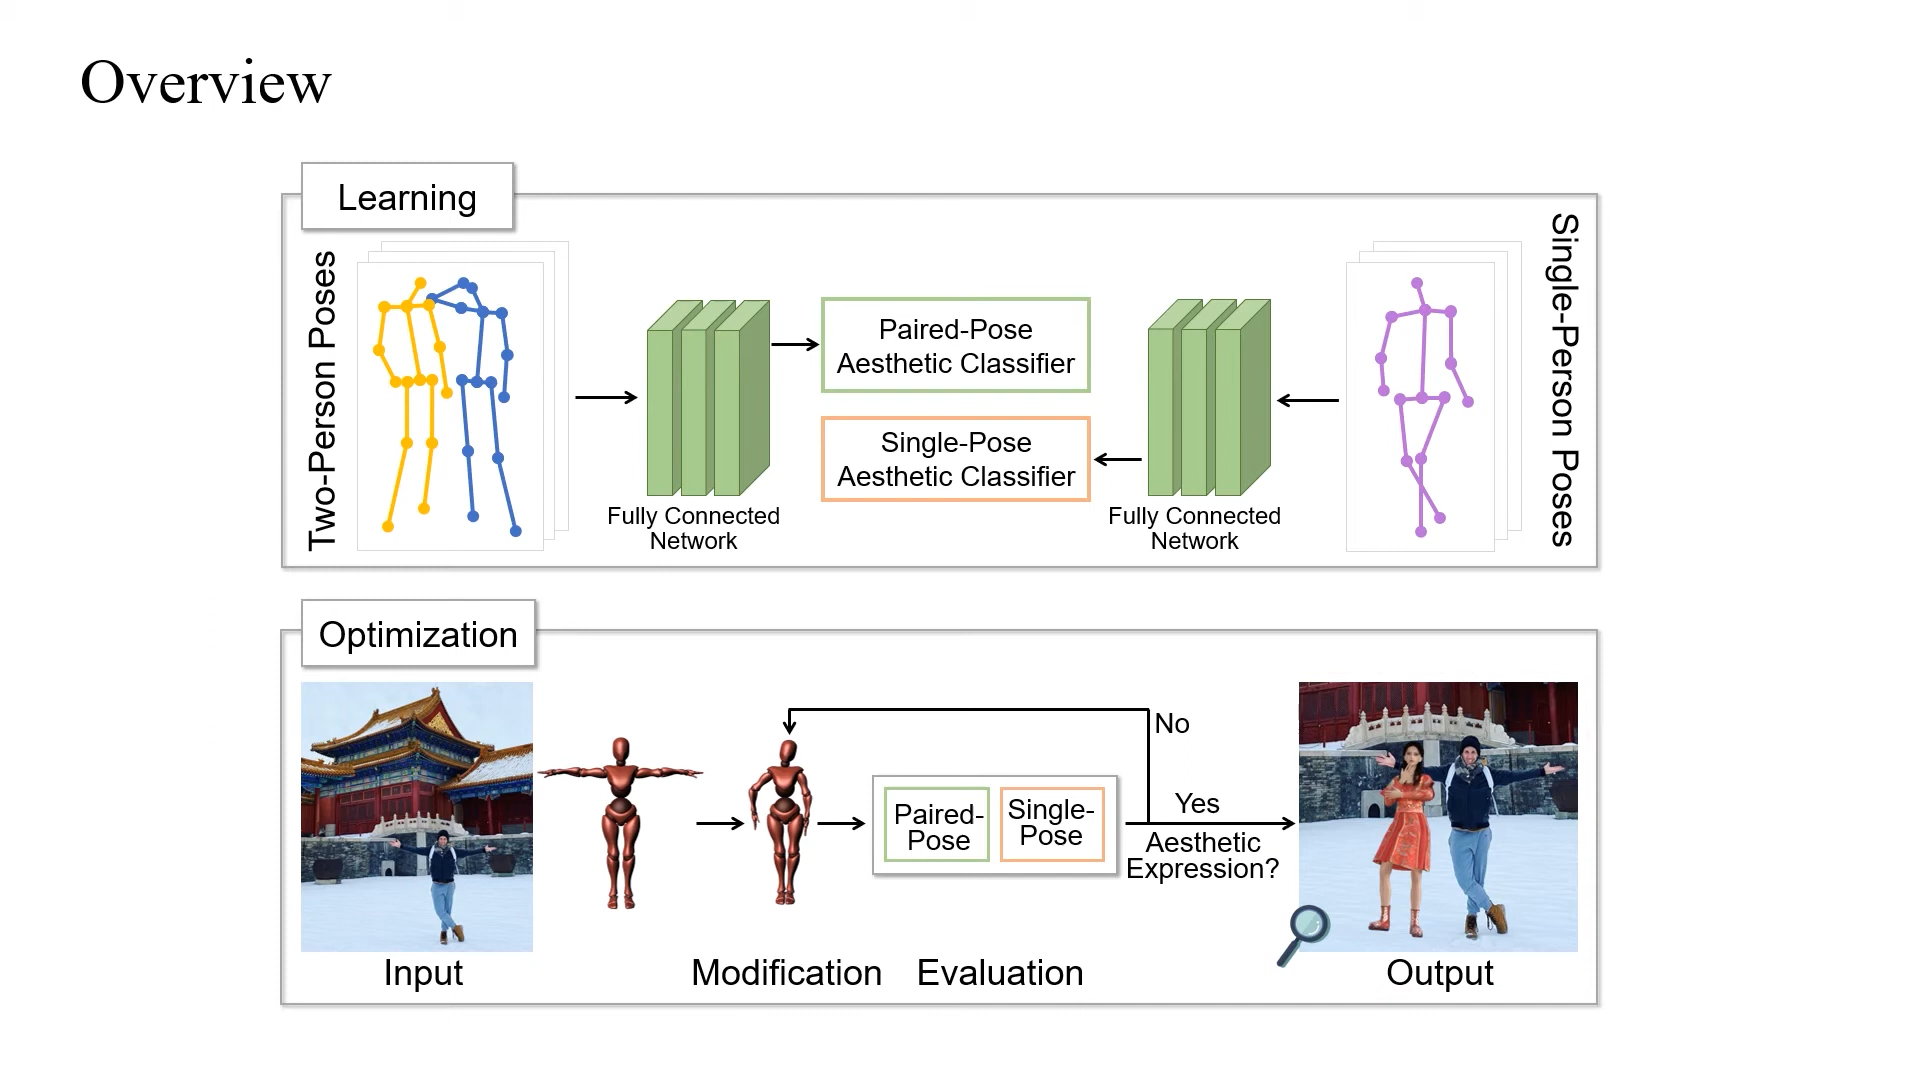 Overview
Learning
Two-Person Poses
Fully Connected
Network
Paired-Pose
Aesthetic Classifier
Single-Pose
Aesthetic Classifier
Fully Connected
Network
Single-Person Poses
Optimization
No
Paired-
Pose
Single-
Pose
Yes
Aesthetic
Expression?
Input
Modification
Evaluation
Output